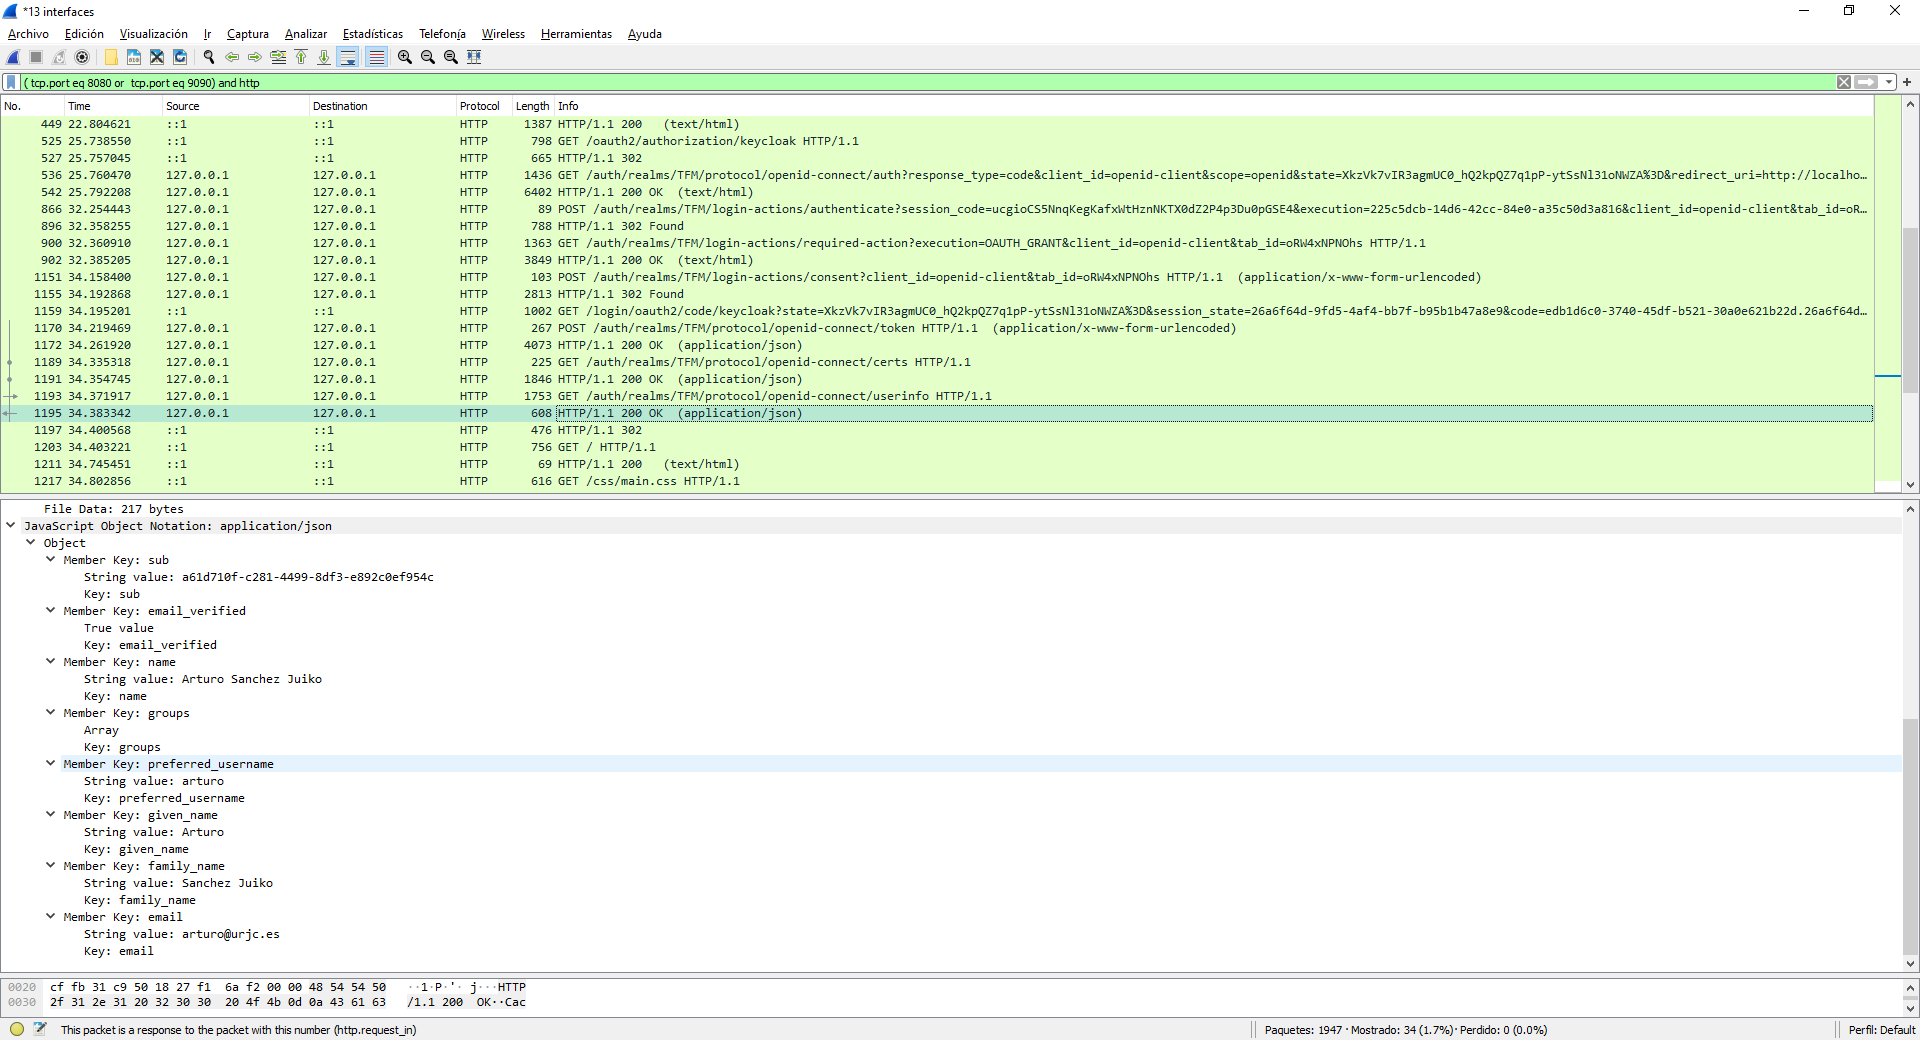 *13 interfaces
Archivo Edición Visualización Ir Captura Analizar Estadísticas Telefonía Wireless Herramientas Ayuda
( tcp.port eq 8080 or  tcp.port eq 9090) and http
No. Time Source Destination Protocol Length Info
449 22.804621 ::1 ::1 HTTP 1387 HTTP/1.1 200   (text/html)
525 25.738550 ::1 ::1 HTTP 798 GET /oauth2/authorization/keycloak HTTP/1.1
527 25.757045 ::1 ::1 HTTP 665 HTTP/1.1 302
536 25.760470 127.0.0.1 127.0.0.1 HTTP 1436 GET /auth/realms/TFM/protocol/openid-connect/auth?response_type=code&client_id=openid-client&scope=openid&state=XkzVk7vIR3agmUC0_hQ2kpQZ7q1pP-ytSsNl31oNWZA%3D&redirect_uri=http://localho…
542 25.792208 127.0.0.1 127.0.0.1 HTTP 6402 HTTP/1.1 200 OK  (text/html)
866 32.254443 127.0.0.1 127.0.0.1 HTTP 89 POST /auth/realms/TFM/login-actions/authenticate?session_code=ucgioCS5NnqKegKafxWtHznNKTX0dZ2P4p3Du0pGSE4&execution=225c5dcb-14d6-42cc-84e0-a35c50d3a816&client_id=openid-client&tab_id=oR…
896 32.358255 127.0.0.1 127.0.0.1 HTTP 788 HTTP/1.1 302 Found
900 32.360910 127.0.0.1 127.0.0.1 HTTP 1363 GET /auth/realms/TFM/login-actions/required-action?execution=OAUTH_GRANT&client_id=openid-client&tab_id=oRW4xNPNOhs HTTP/1.1
902 32.385205 127.0.0.1 127.0.0.1 HTTP 3849 HTTP/1.1 200 OK  (text/html)
1151 34.158400 127.0.0.1 127.0.0.1 HTTP 103 POST /auth/realms/TFM/login-actions/consent?client_id=openid-client&tab_id=oRW4xNPNOhs HTTP/1.1  (application/x-www-form-urlencoded)
1155 34.192868 127.0.0.1 127.0.0.1 HTTP 2813 HTTP/1.1 302 Found
1159 34.195201 ::1 ::1 HTTP 1002 GET /login/oauth2/code/keycloak?state=XkzVk7vIR3agmUC0_hQ2kpQZ7q1pP-ytSsNl31oNWZA%3D&session_state=26a6f64d-9fd5-4af4-bb7f-b95b1b47a8e9&code=edb1d6c0-3740-45df-b521-30a0e621b22d.26a6f64d…
1170 34.219469 127.0.0.1 127.0.0.1 HTTP 267 POST /auth/realms/TFM/protocol/openid-connect/token HTTP/1.1  (application/x-www-form-urlencoded)
1172 34.261920 127.0.0.1 127.0.0.1 HTTP 4073 HTTP/1.1 200 OK  (application/json)
1189 34.335318 127.0.0.1 127.0.0.1 HTTP 225 GET /auth/realms/TFM/protocol/openid-connect/certs HTTP/1.1
1191 34.354745 127.0.0.1 127.0.0.1 HTTP 1846 HTTP/1.1 200 OK  (application/json)
1193 34.371917 127.0.0.1 127.0.0.1 HTTP 1753 GET /auth/realms/TFM/protocol/openid-connect/userinfo HTTP/1.1
1195 34.383342 127.0.0.1 127.0.0.1 HTTP 608 HTTP/1.1 200 OK  (application/json)
1197 34.400568 ::1 ::1 HTTP 476 HTTP/1.1 302
1203 34.403221 ::1 ::1 HTTP 756 GET / HTTP/1.1
1211 34.745451 ::1 ::1 HTTP 69 HTTP/1.1 200   (text/html)
1217 34.802856 ::1 ::1 HTTP 616 GET /css/main.css HTTP/1.1
File Data: 217 bytes
JavaScript Object Notation: application/json
Object
Member Key: sub
String value: a61d710f-c281-4499-8df3-e892c0ef954c
Key: sub
Member Key: email_verified
True value
Key: email_verified
Member Key: name
String value: Arturo Sanchez Juiko
Key: name
Member Key: groups
Array
Key: groups
Member Key: preferred_username
String value: arturo
Key: preferred_username
Member Key: given_name
String value: Arturo
Key: given_name
Member Key: family_name
String value: Sanchez Juiko
Key: family_name
Member Key: email
String value: arturo@urjc.es
Key: email
0020 cf fb 31 c9 50 18 27 f1  6a f2 00 00 48 54 54 50 ··1·P·'· j···HTTP
0030 2f 31 2e 31 20 32 30 30  20 4f 4b 0d 0a 43 61 63 /1.1 200  OK··Cac
This packet is a response to the packet with this number (http.request_in) Paquetes: 1947 · Mostrado: 34 (1.7%)· Perdido: 0 (0.0%) Perfil: Default